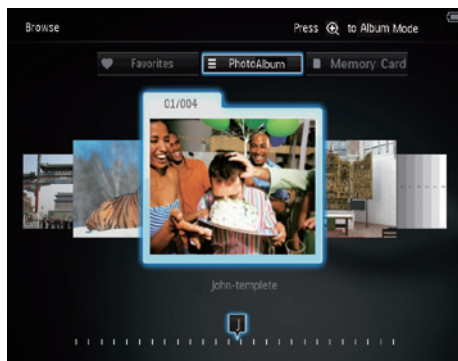 Browse
Press to Album Mode
Favorites
PhotoAlbum
Memory Card
01/004
John-templete
J